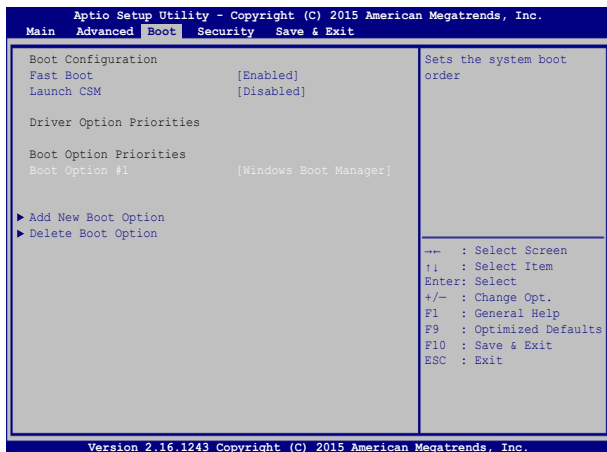 Aptio Setup Utility - Copyright (C) 2015 American Megatrends, Inc.
Main Advanced Boot Security Save & Exit
Boot Configuration
Fast Boot [Enabled]
Launch CSM [Disabled]
Driver Option Priorities
Boot Option Priorities
Boot Option #1 [Windows Boot Manager]
▶ Add New Boot Option
▶ Delete Boot Option
Sets the system boot
order
→← : Select Screen
↑↓ : Select Item
Enter: Select
+/— : Change Opt.
F1 : General Help
F9 : Optimized Defaults
F10 : Save & Exit
ESC : Exit
Version 2.16.1243 Copyright (C) 2015 American Megatrends, Inc.